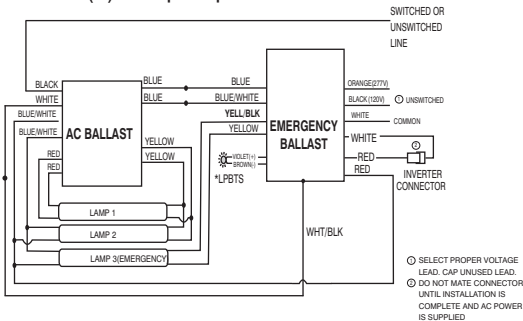 SWITCHED OR
UNSWITCHED
LINE
BLACK
WHITE
BLUE/WHITE
BLUE/WHITE
RED
RED
AC BALLAST
BLUE
BLUE
YELLOW
YELLOW
BLUE
BLUE/WHITE
YELL/BLK
YELLOW
VIOLET(+)
BROWN(-)
*LPBTS
EMERGENCY
BALLAST
ORANGE(277V)
BLACK (120V) 1 UNSWITCHED
WHITE COMMON
WHITE
RED
RED
2
INVERTER
CONNECTOR
LAMP 1
LAMP 2
LAMP 3(EMERGENCY
WHT/BLK
1 SELECT PROPER VOLTAGE
LEAD. CAP UNUSED LEAD.
2 DO NOT MATE CONNECTOR
UNTIL INSTALLATION IS
COMPLETE AND AC POWER
IS SUPPLIED